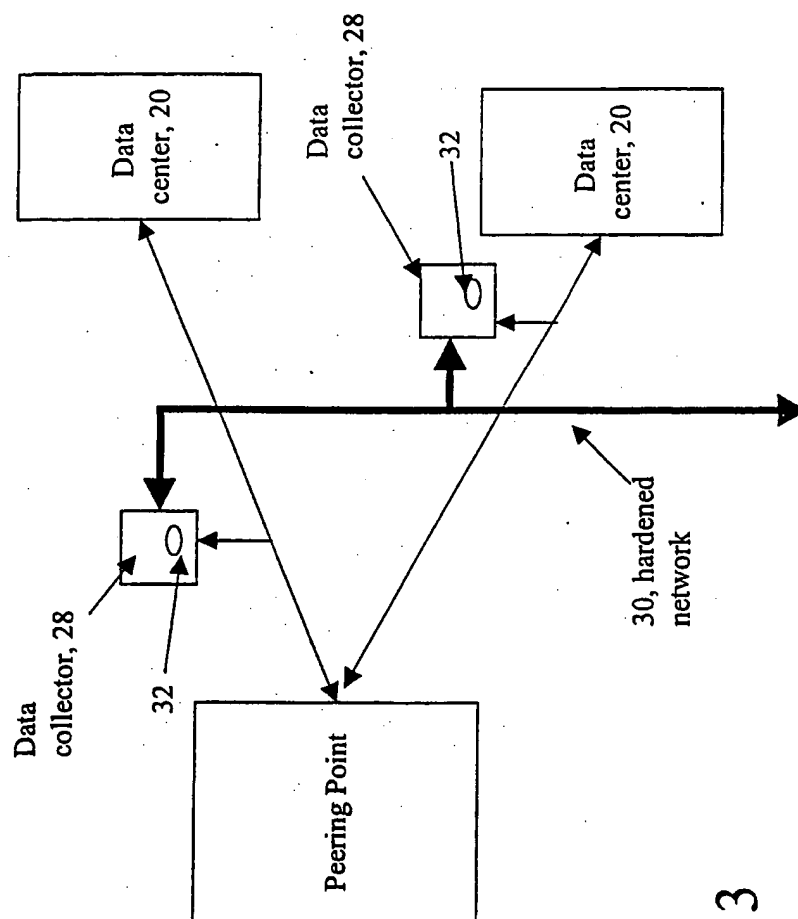 Data
center, 20
Data
collector, 28
32
Data
collector, 28
32
Data
center, 20
Peering Point
30, hardened
network
3